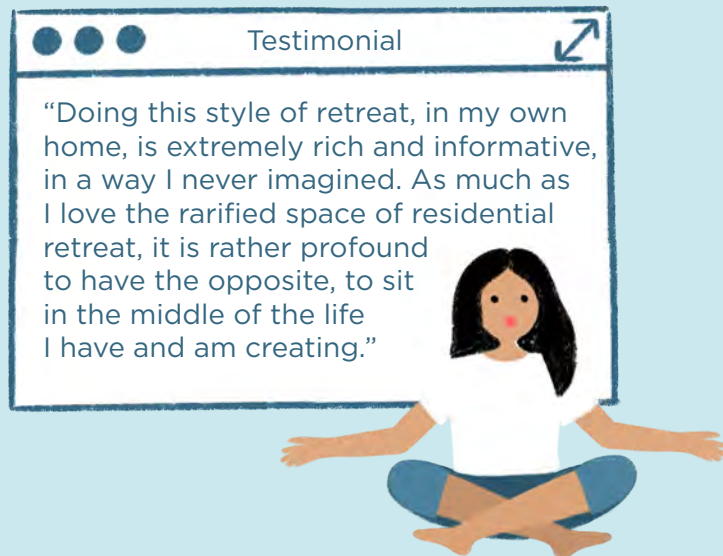 Testimonial
“Doing this style of retreat, in my own
home, is extremely rich and informative,
in a way I never imagined. As much as
I love the rarified space of residential
retreat, it is rather profound
to have the opposite, to sit
in the middle of the life
I have and am creating.”